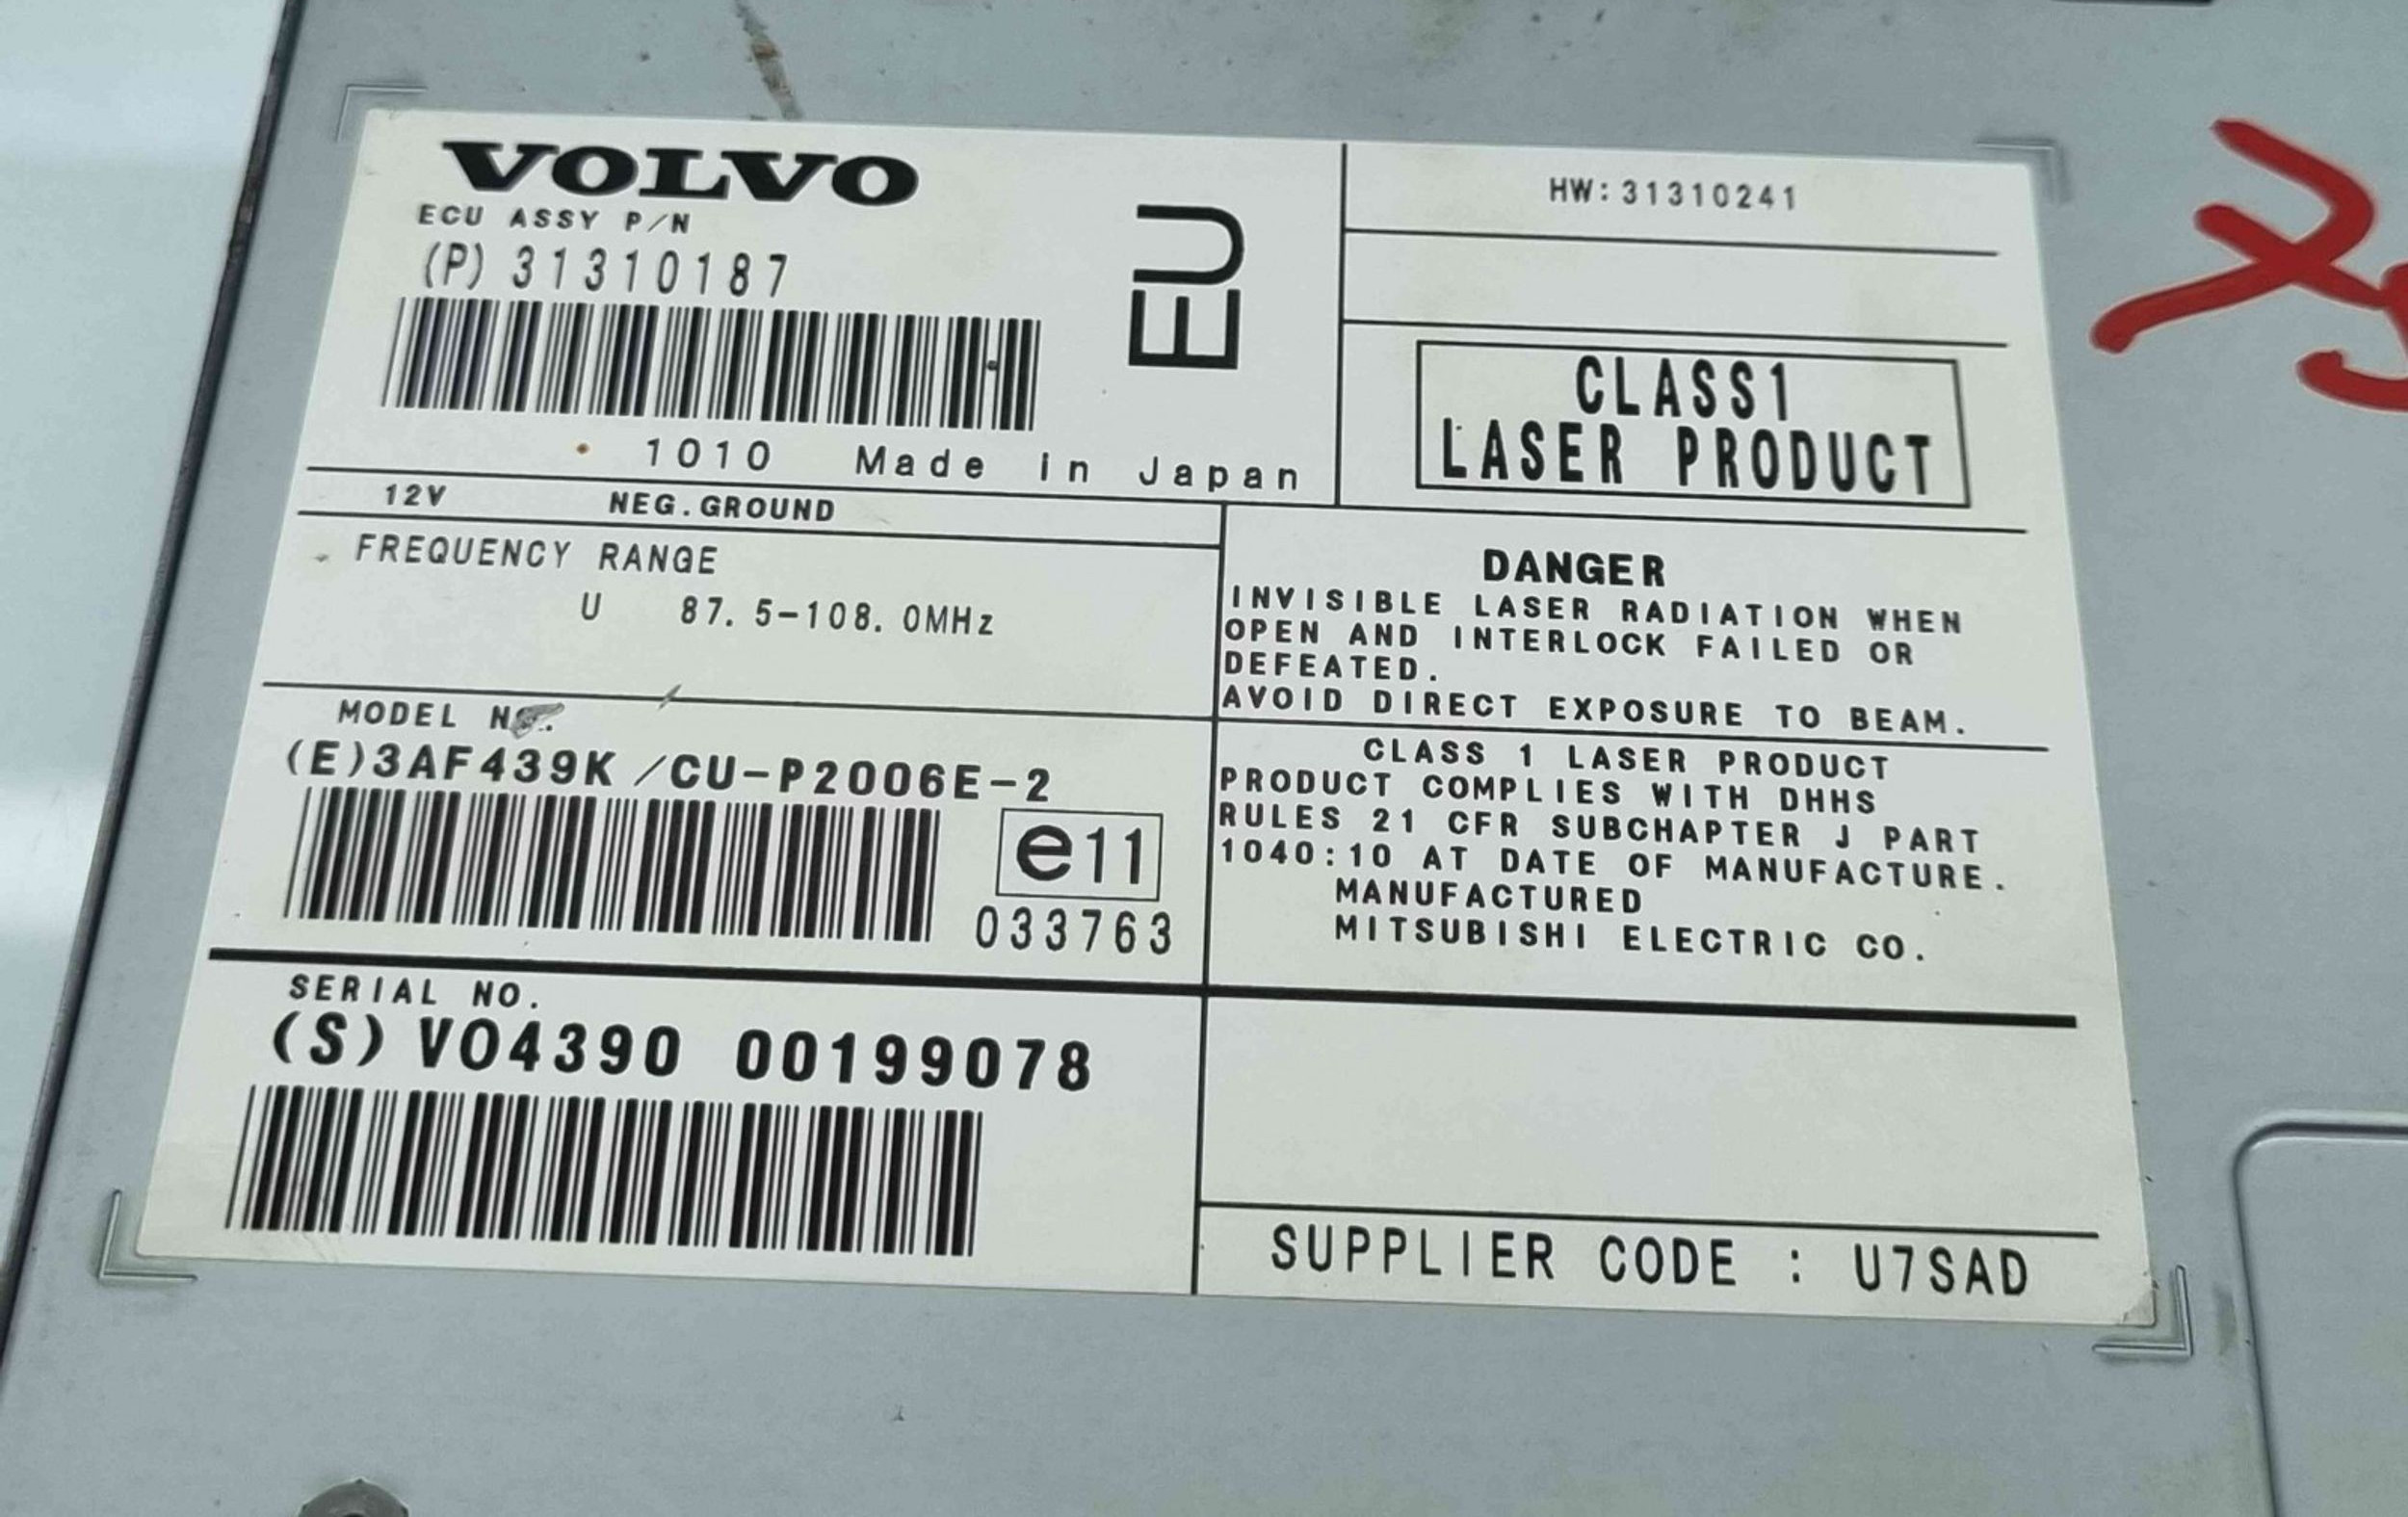 VOLVO
ECU ASSY P/N
(P) 31310187
EU
1010 Made in Japan
HW:31310241
CLASS1
LASER PRODUCT
12V NEG.GROUND
FREQUENCY RANGE
U 87.5-108.0MHz
DANGER
INVISIBLE LASER RADIATION WHEN
OPEN AND INTERLOCK FAILED OR
DEFEATED.
AVOID DIRECT EXPOSURE TO BEAM.
MODEL NO.
(E)3AF439K /CU-P2006E-2
e11
033763
CLASS 1 LASER PRODUCT
PRODUCT COMPLIES WITH DHHS
RULES 21 CFR SUBCHAPTER J PART
1040:10 AT DATE OF MANUFACTURE.
MANUFACTURED
MITSUBISHI ELECTRIC CO.
SERIAL NO.
(S) VO4390 00199078
SUPPLIER CODE : U7SAD